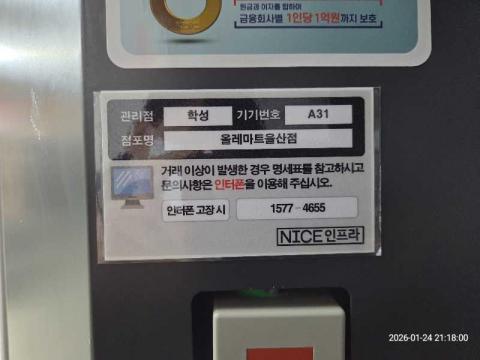 원금과 이자를 합하여
금융회사별 1인당 1억원까지 보호
관리점 학성 기기번호 A31
점포명 올레마트울산점
거래 이상이 발생한 경우 명세표를 참고하시고
문의사항은 인터폰을 이용해 주십시오.
인터폰 고장 시 1577 - 4655
NICE인프라
2026-01-24 21:18:00